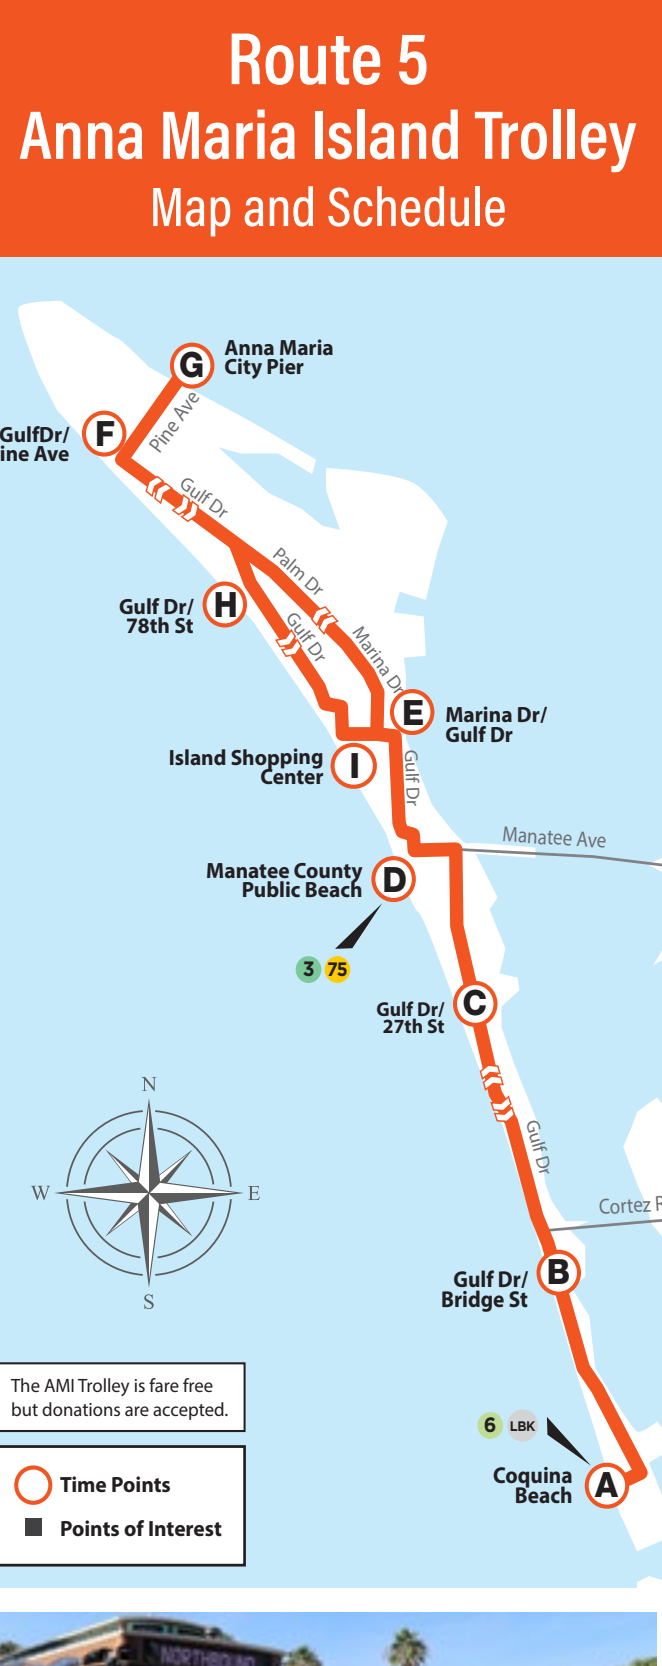 Route 5
Anna Maria Island Trolley
Map and Schedule
Anna Maria
City Pier
G
Pine Ave
F
GulfDr/
ine Ave
Gulf Dr
Palm Dr
H
Gulf Dr/
78th St
Gulf Dr
Marina Dr
E
Marina Dr/
Gulf Dr
Island Shopping
Center
I
Gulf Dr
Manatee Ave
Manatee County
Public Beach
D
3 75
C
Gulf Dr/
27th St
Gulf Dr
N
W E
S
Cortez R
B
Gulf Dr/
Bridge St
The AMI Trolley is fare free
but donations are accepted.
6 LBK
Coquina
Beach
A
Time Points
Points of Interest
NORTHBOUND